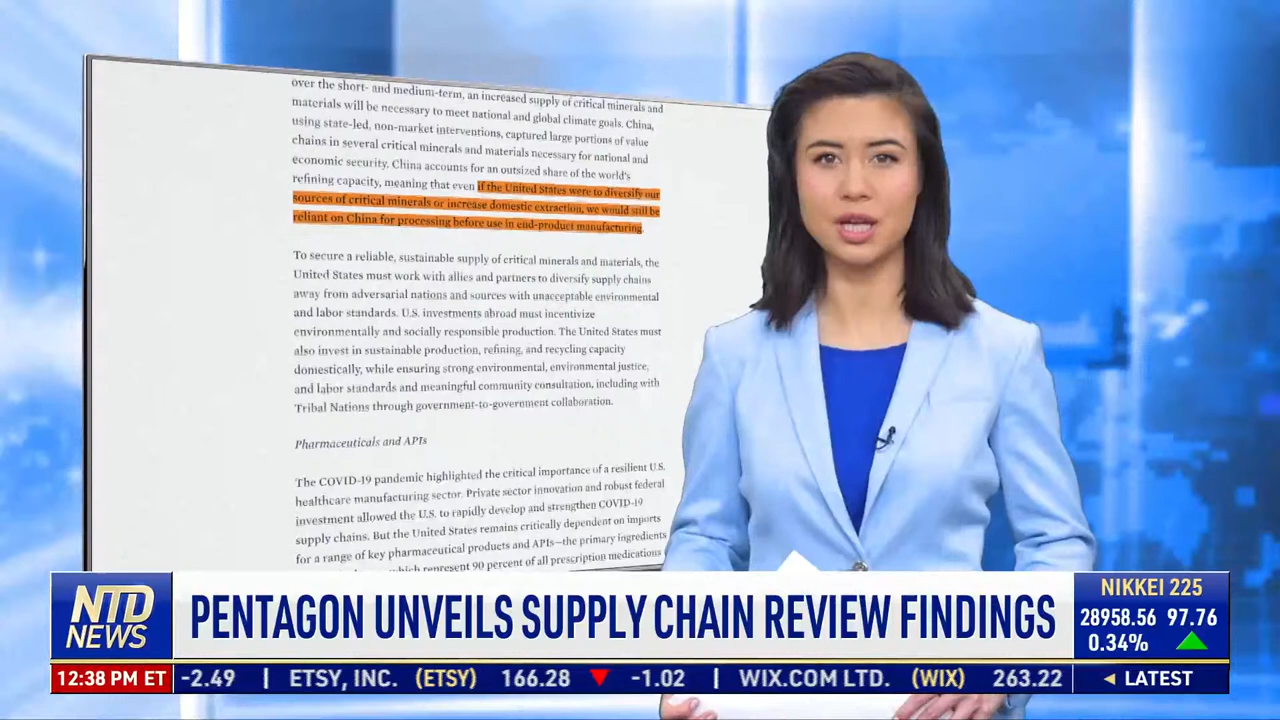 over the short- and medium-term, an increased supply of critical minerals and
materials will be necessary to meet national and global climate goals. China,
using state-led, non-market interventions, captured large portions of value
chains in several critical minerals and materials necessary for national and
economic security. China accounts for an outsized share of the world's
refining capacity, meaning that even if the United States were to diversify our
sources of critical minerals or increase domestic extraction, we would still be
reliant on China for processing before use in end-product manufacturing.
To secure a reliable, sustainable supply of critical minerals and materials, the
United States must work with allies and partners to diversify supply chains
away from adversarial nations and sources with unacceptable environmental
and labor standards. U.S. investments abroad must incentivize
environmentally and socially responsible production. The United States must
also invest in sustainable production, refining, and recycling capacity
domestically, while ensuring strong environmental, environmental justice,
and labor standards and meaningful community consultation, including with
Tribal Nations through government-to-government collaboration.
Pharmaceuticals and APIs
The COVID-19 pandemic highlighted the critical importance of a resilient U.S.
healthcare manufacturing sector. Private sector innovation and robust federal
investment allowed the U.S. to rapidly develop and strengthen COVID-19
supply chains. But the United States remains critically dependent on imports
for a range of key pharmaceutical products and APIs—the primary ingredients
which represent 90 percent of all prescription medications
NTD
NEWS
PENTAGON UNVEILS SUPPLY CHAIN REVIEW FINDINGS
NIKKEI 225
28958.56 97.76
0.34%
12:38 PM ET
-2.49 | ETSY, INC. (ETSY) 166.28 ▼ -1.02 | WIX.COM LTD. (WIX) 263.22
◄ LATEST